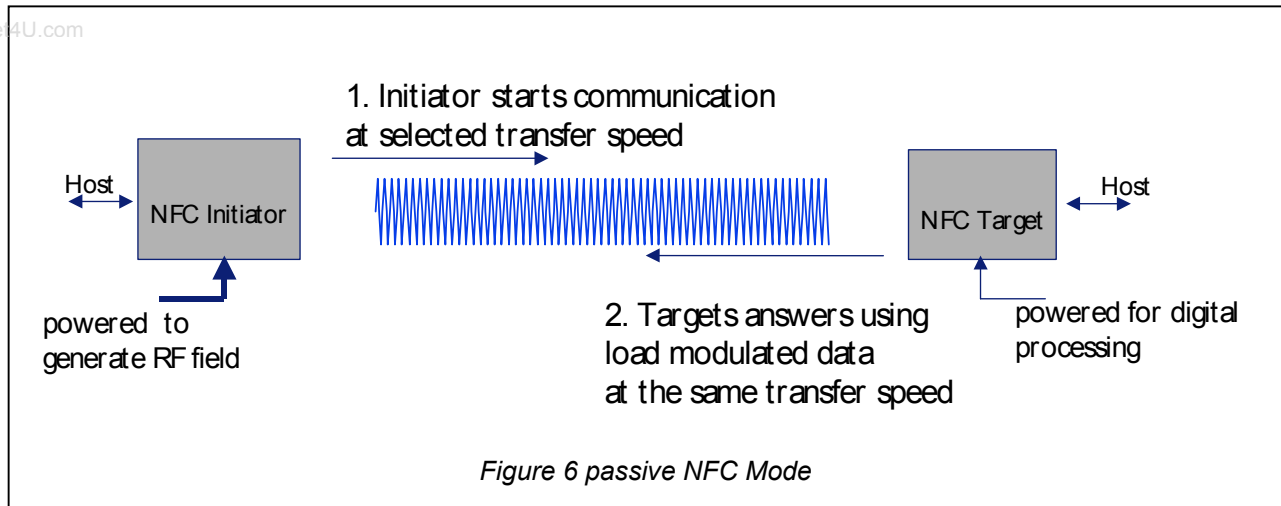 et4U.com
1. Initiator starts communication
at selected transfer speed
Host
NFC Initiator
NFC Target
Host
powered to
generate RF field
2. Targets answers using
load modulated data
at the same transfer speed
powered for digital
processing
Figure 6 passive NFC Mode